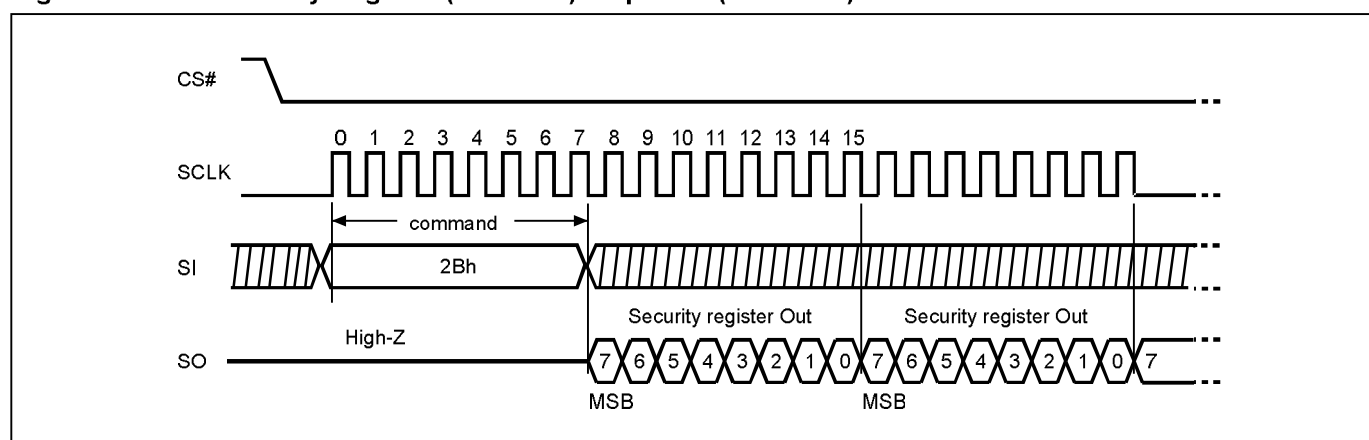 CS#
0 1 2 3 4 5 6 7 8 9 10 11 12 13 14 15
SCLK
command
SI
2Bh
Security register Out Security register Out
High-Z
SO
7 6 5 4 3 2 1 0 7 6 5 4 3 2 1 0 7
MSB MSB